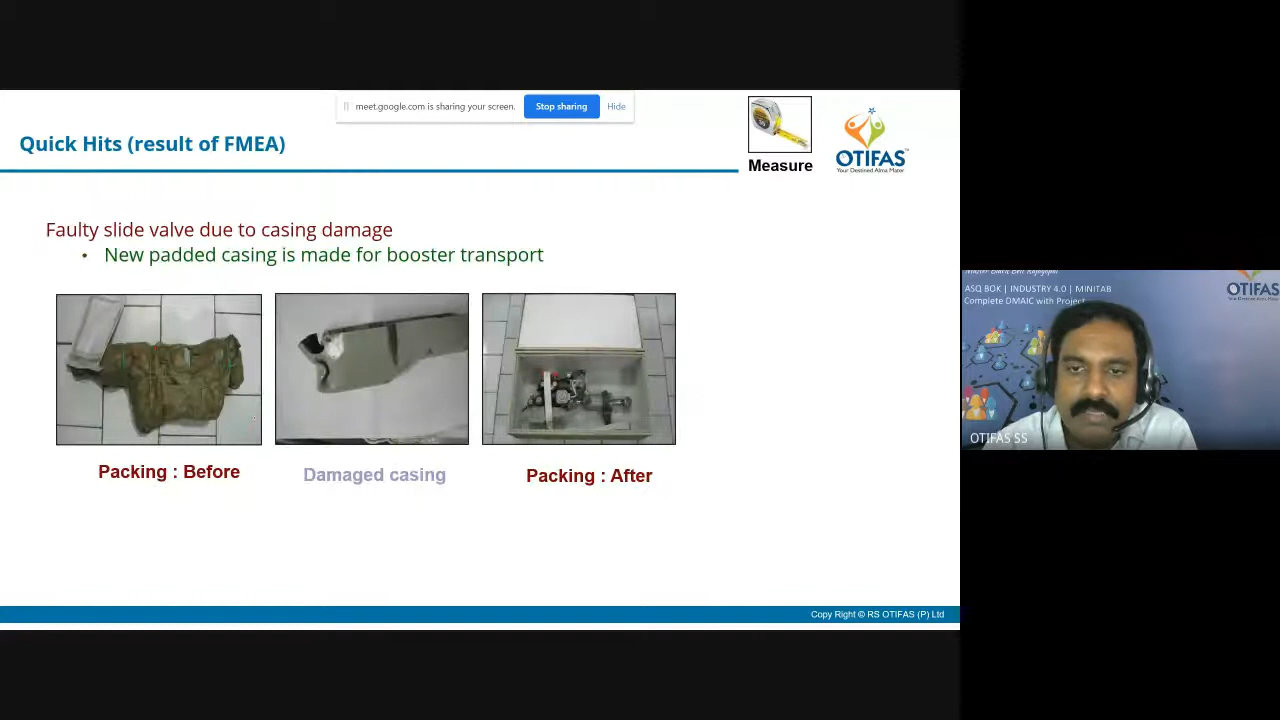 meet.google.com is sharing your screen. Stop sharing Hide
Quick Hits (result of FMEA)
Measure
OTIFAS
Your Destined Alma Mater
Faulty slide valve due to casing damage
• New padded casing is made for booster transport
Packing : Before
Damaged casing
Packing : After
Copy Right © RS OTIFAS (P) Ltd
ASQ BOK | INDUSTRY 4.0 | MINITAB
Complete DMAIC with Project
OTIFAS
OTIFAS SS